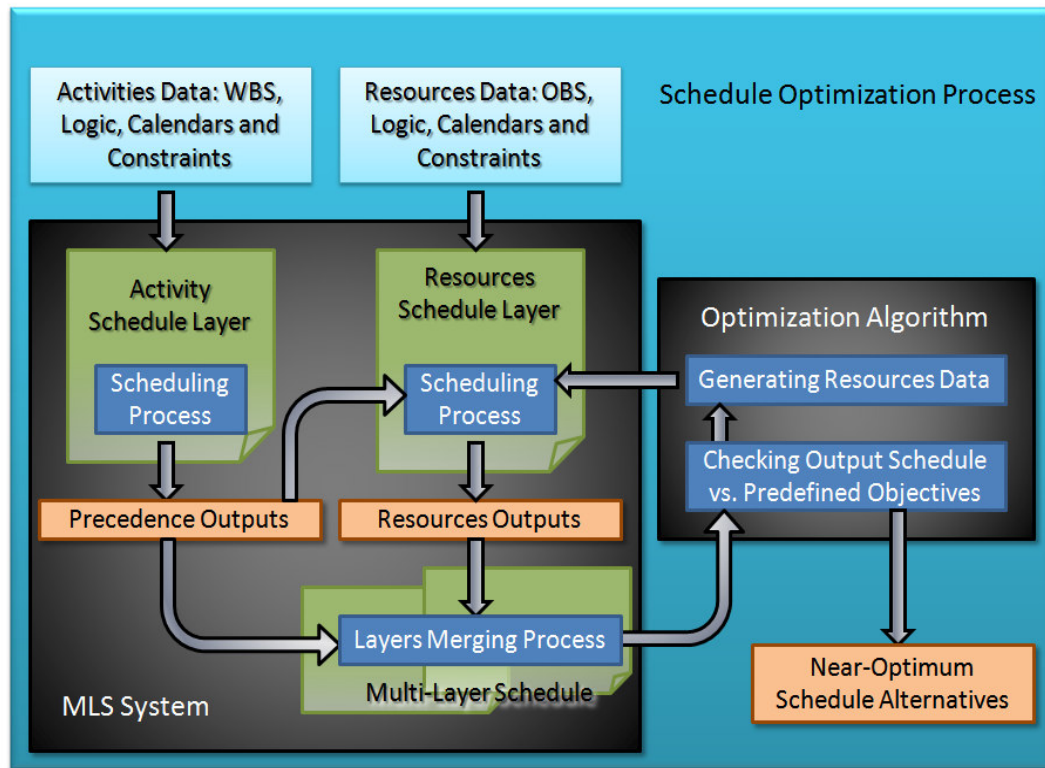 Activities Data: WBS,
Logic, Calendars and
Constraints
Resources Data: OBS,
Logic, Calendars and
Constraints
Schedule Optimization Process
Activity
Schedule Layer
Scheduling
Process
Resources
Schedule Layer
Scheduling
Process
Optimization Algorithm
Generating Resources Data
Checking Output Schedule
vs. Predefined Objectives
Precedence Outputs
Resources Outputs
Layers Merging Process
Multi-Layer Schedule
MLS System
Near-Optimum
Schedule Alternatives